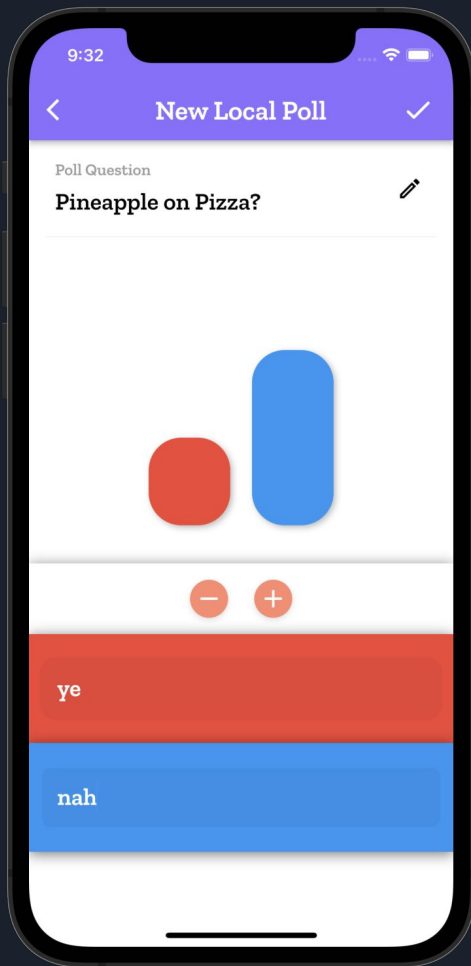 9:32
New Local Poll
Poll Question
Pineapple on Pizza?
ye
nah